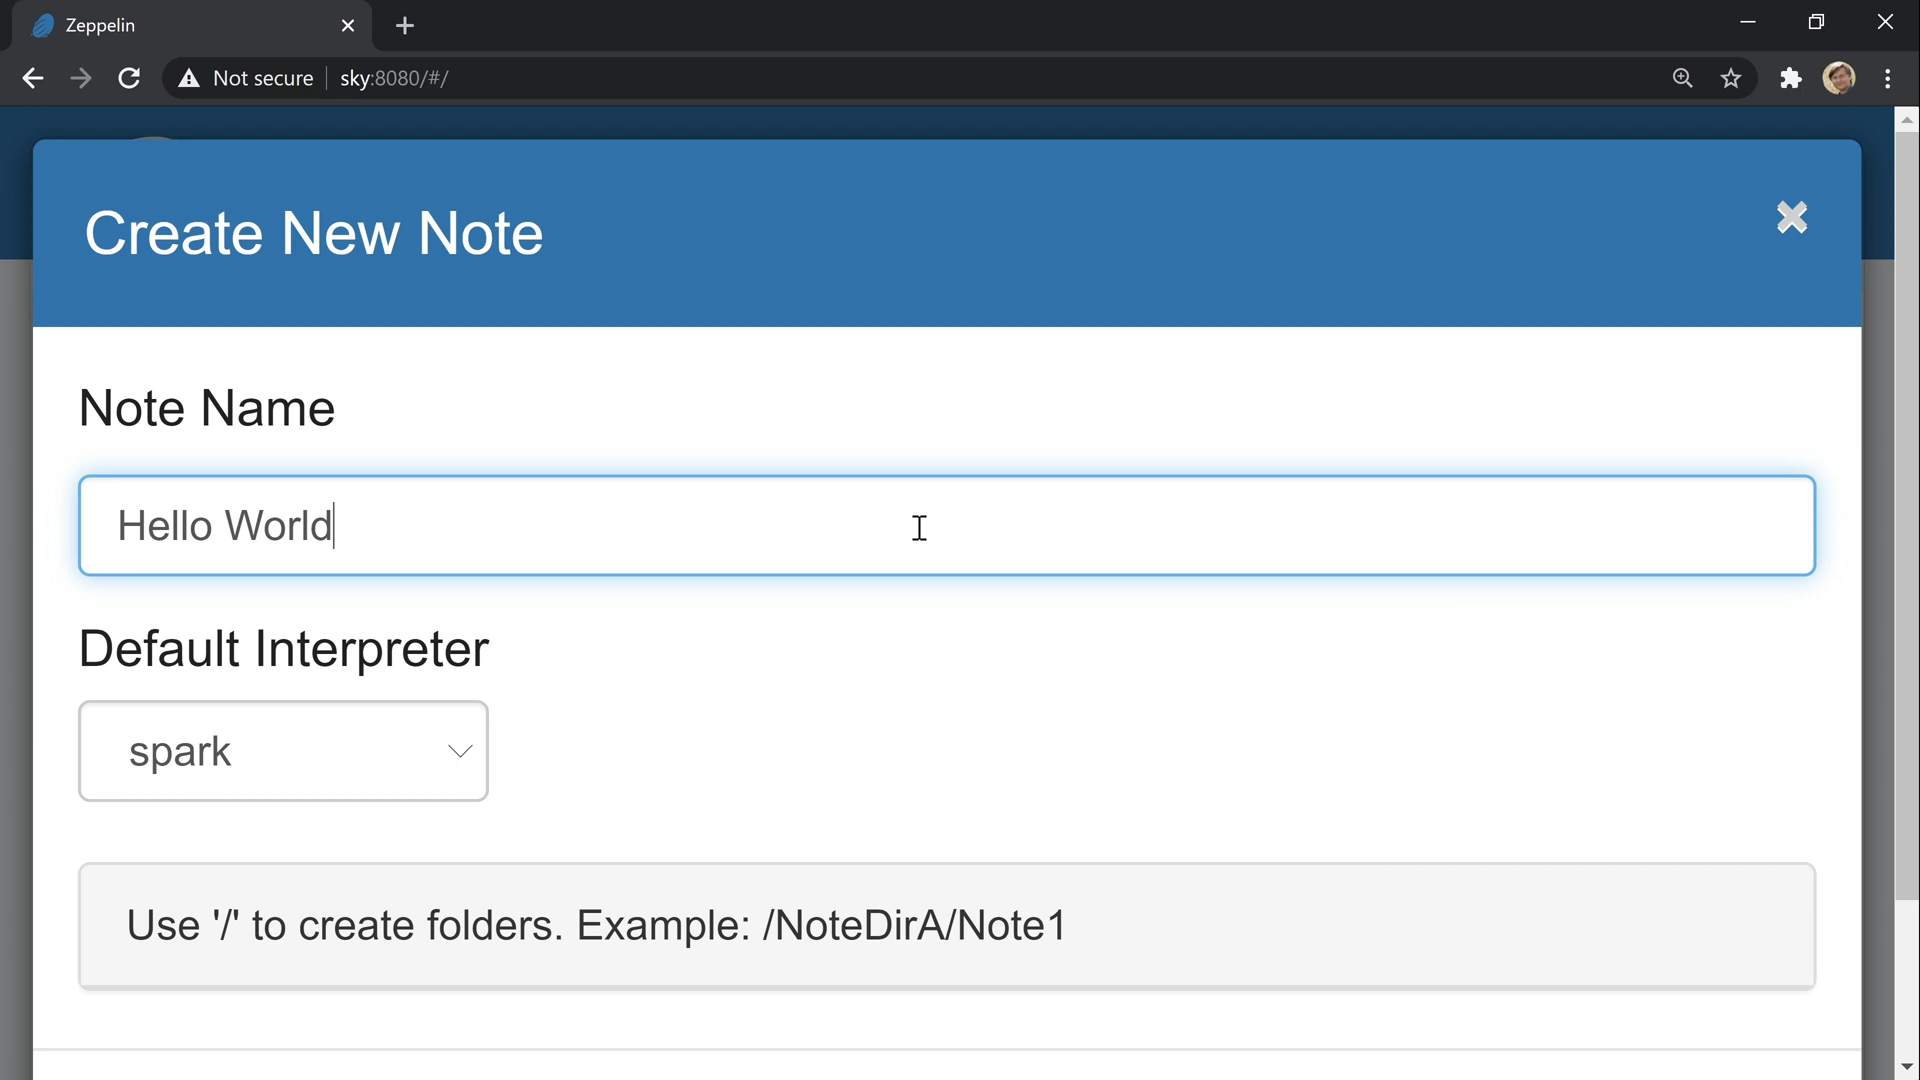 Zeppelin
Not secure
sky:8080/#/
Create New Note
Note Name
Hello World
Default Interpreter
spark
Use '/' to create folders. Example: /NoteDirA/Note1